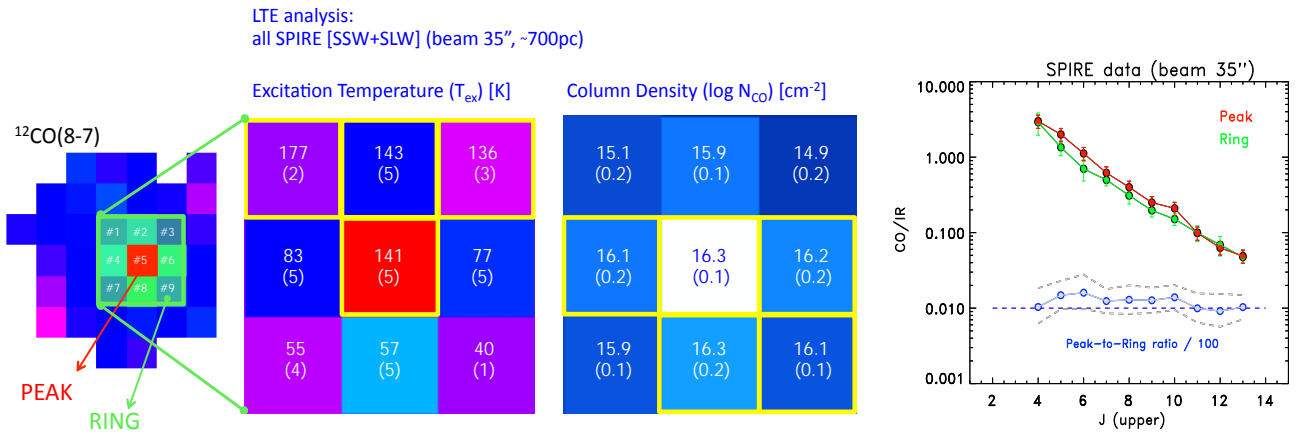 LTE analysis:
all SPIRE [SSW+SLW] (beam 35”, ~700pc)
¹²CO(8-7)
#1 #2 #3
#4 #5 #6
#7 #8 #9
PEAK
RING
Excitation Temperature (Tₑₓ) [K]
177 143 136
(2) (5) (3)
83 141 77
(5) (5) (5)
55 57 40
(4) (5) (1)
Column Density (log N_CO) [cm⁻²]
15.1 15.9 14.9
(0.2) (0.1) (0.2)
16.1 16.3 16.2
(0.2) (0.1) (0.2)
15.9 16.3 16.1
(0.1) (0.2) (0.1)
SPIRE data (beam 35")
Peak
Ring
CO/IR
10.000
1.000
0.100
0.010
0.001
Peak-to-Ring ratio / 100
2 4 6 8 10 12 14
J (upper)